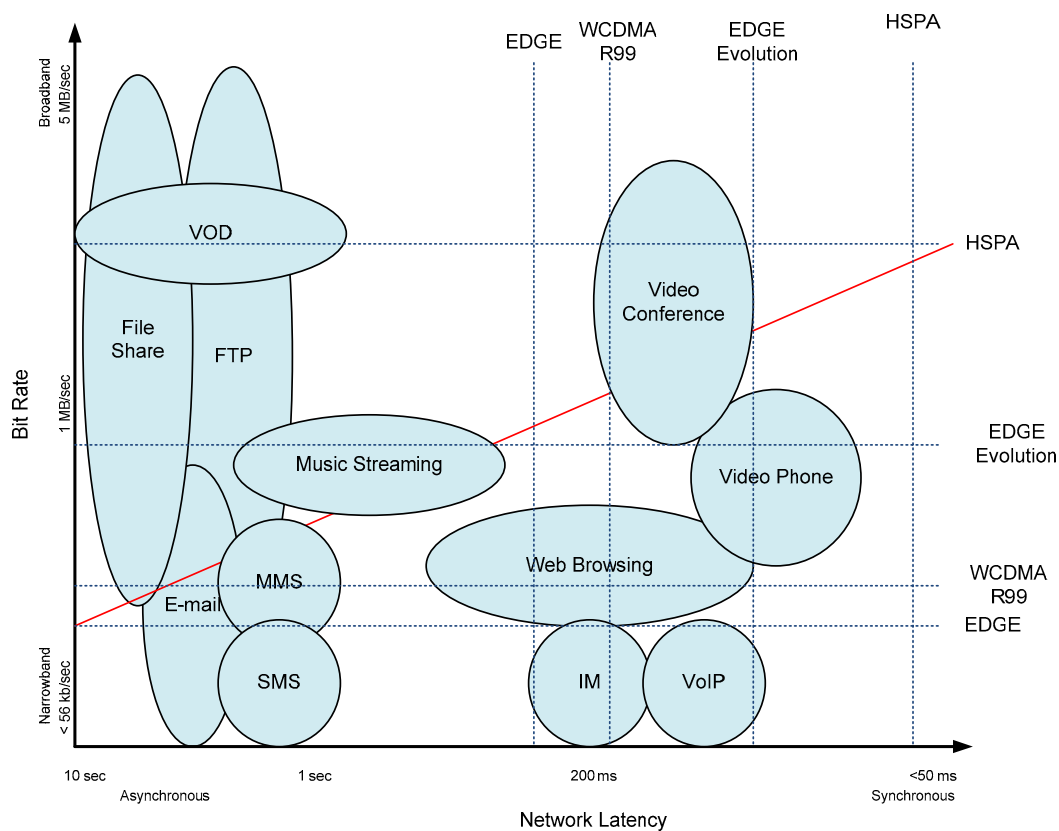 HSPA
WCDMA
R99
EDGE
EDGE
Evolution
Broadband
5 MB/sec
VOD
HSPA
Video
Conference
File
Share
FTP
Bit Rate
1 MB/sec
EDGE
Evolution
Music Streaming
Video Phone
Web Browsing
WCDMA
R99
MMS
E-mail
EDGE
Narrowband
< 56 kb/sec
SMS
IM
VoIP
10 sec
1 sec
200 ms
<50 ms
Asynchronous
Synchronous
Network Latency